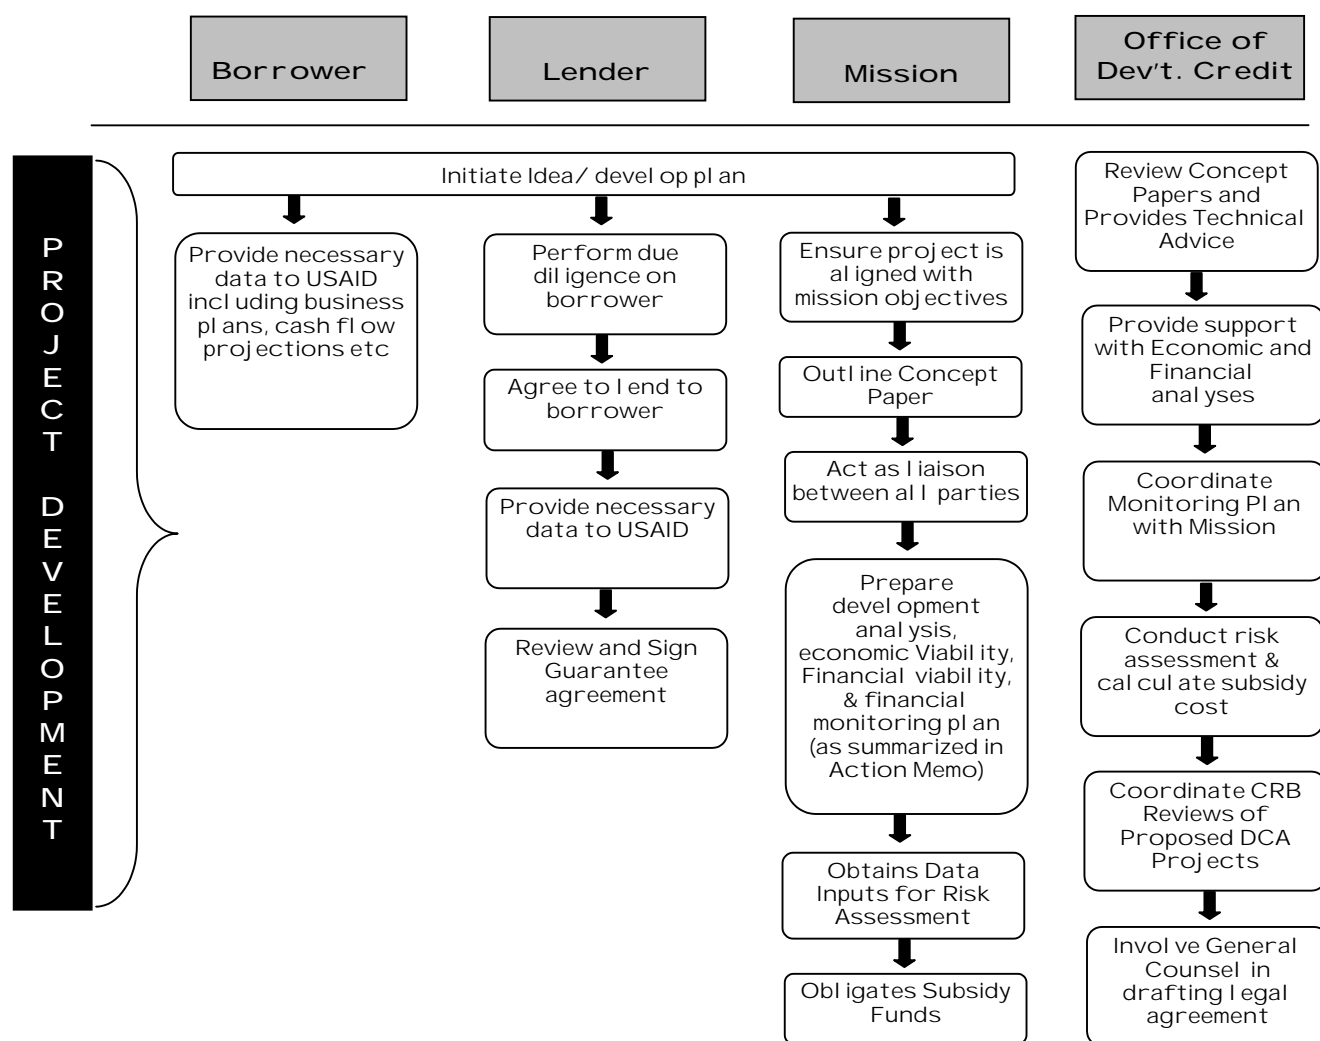 Borrower
Lender
Mission
Office of
Dev't. Credit
PROJECT DEVELOPMENT
Initiate Idea/ develop plan
Provide necessary
data to USAID
including business
plans, cash flow
projections etc
Perform due
diligence on
borrower
Agree to lend to
borrower
Provide necessary
data to USAID
Review and Sign
Guarantee
agreement
Ensure project is
aligned with
mission objectives
Outline Concept
Paper
Act as liaison
between all parties
Prepare
development
analysis,
economic Viability,
Financial viability,
& financial
monitoring plan
(as summarized in
Action Memo)
Obtains Data
Inputs for Risk
Assessment
Obligates Subsidy
Funds
Review Concept
Papers and
Provides Technical
Advice
Provide support
with Economic and
Financial
analyses
Coordinate
Monitoring Plan
with Mission
Conduct risk
assessment &
calculate subsidy
cost
Coordinate CRB
Reviews of
Proposed DCA
Projects
Involve General
Counsel in
drafting legal
agreement